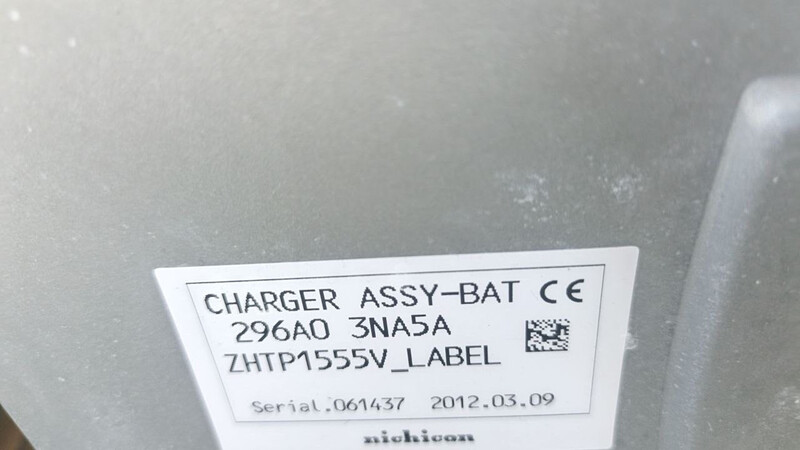 CHARGER ASSY-BAT CE
296A0 3NA5A
ZHTP1555V_LABEL
Serial.061437 2012.03.09
nichicon